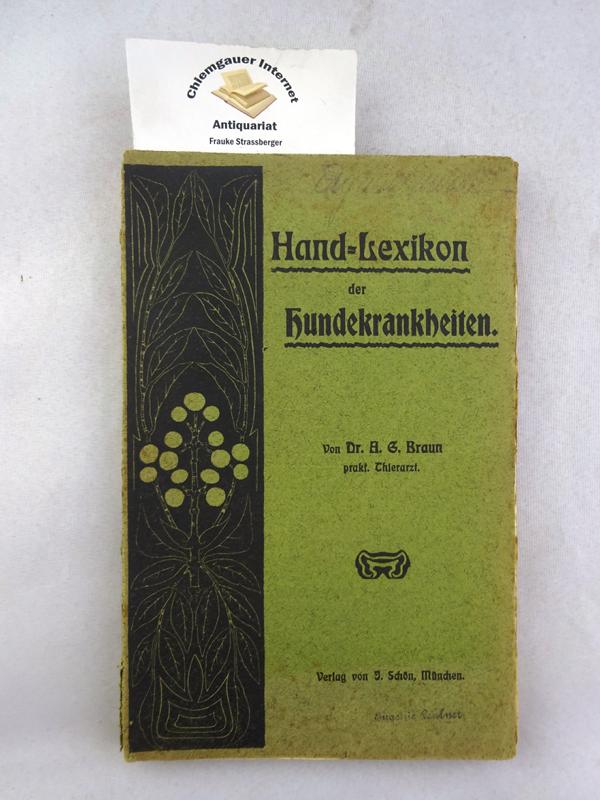 Chiemgauer Internet
Antiquariat
Frauke Strassberger
Hand-Lexikon
der
Hundekrankheiten.
Von Dr. A. G. Braun
prakt. Thierarzt.
Verlag von J. Schön, München.